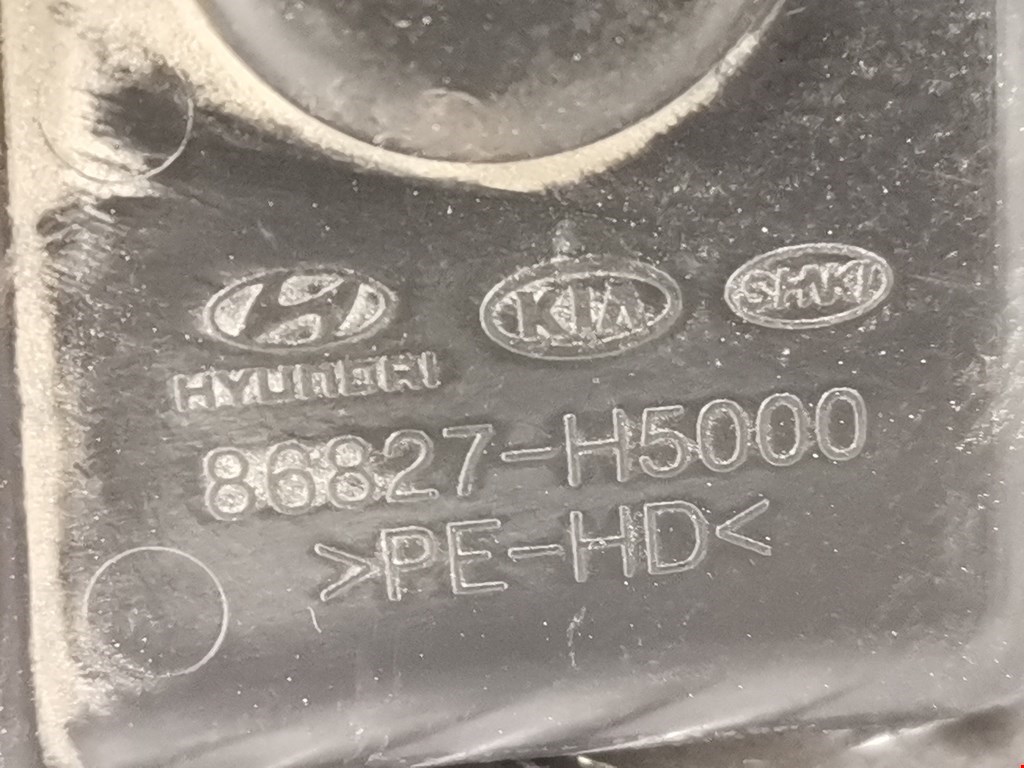 KIA
SHKI
HYUNDAI
86827-H5000
>PE-HD<